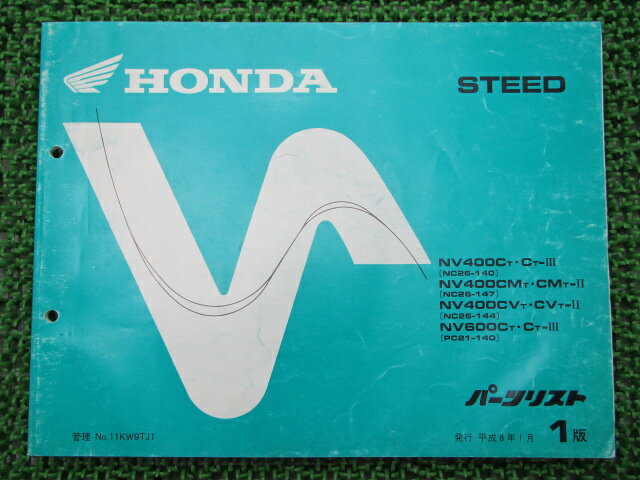 HONDA
STEED
NV400CT・CT-III
[NC26-140]
NV400CMT・CMT-II
[NC26-147]
NV400CVT・CVT-II
[NC26-144]
NV600CT・CT-III
[PC21-140]
パーツリスト
管理 No.11KW9TJ1
発行 平成8年1月 1版